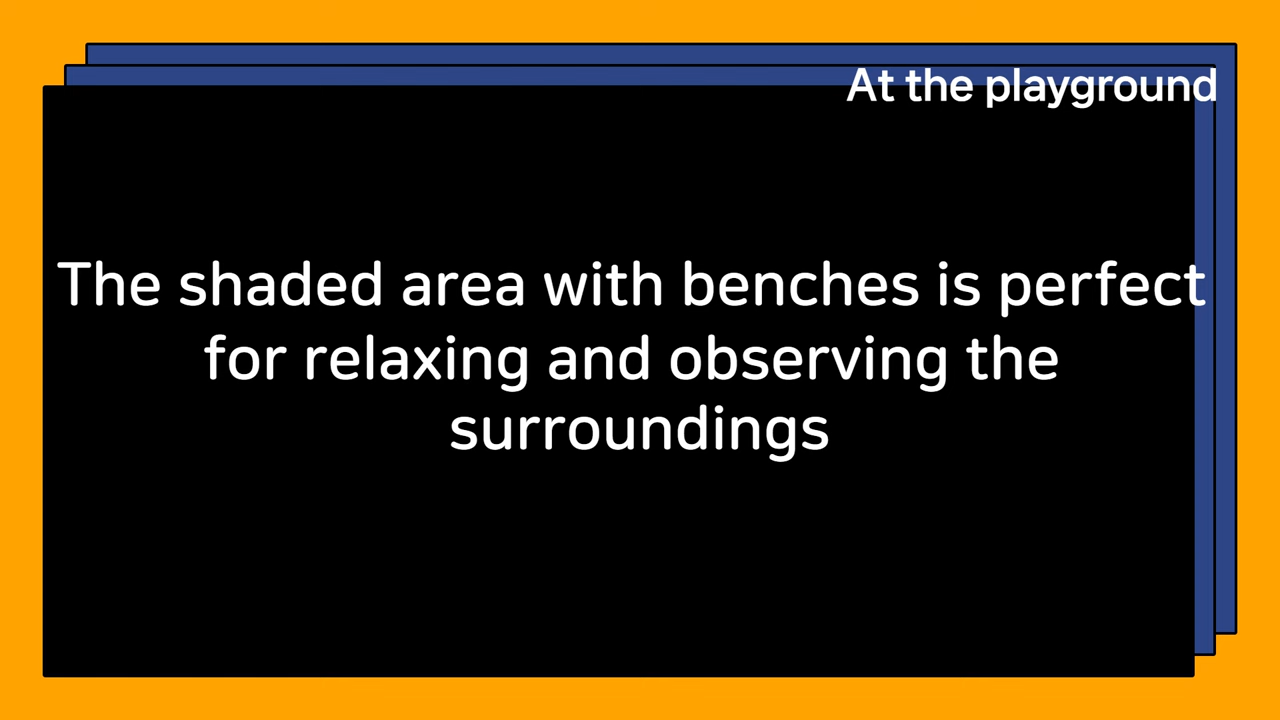 At the playground
The shaded area with benches is perfect
for relaxing and observing the
surroundings